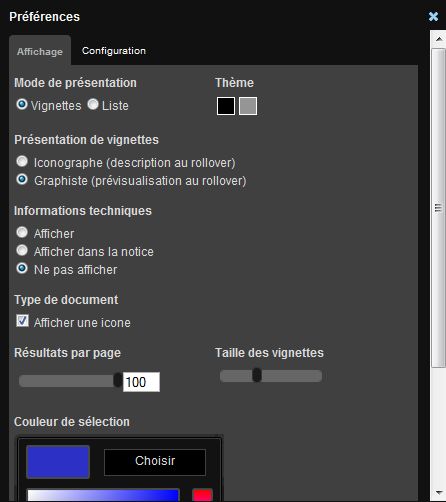 Préférences
Affichage Configuration
Mode de présentation Thème
Vignettes Liste
Présentation de vignettes
Iconographe (description au rollover)
Graphiste (prévisualisation au rollover)
Informations techniques
Afficher
Afficher dans la notice
Ne pas afficher
Type de document
Afficher une icone
Résultats par page Taille des vignettes
100
Couleur de sélection
Choisir